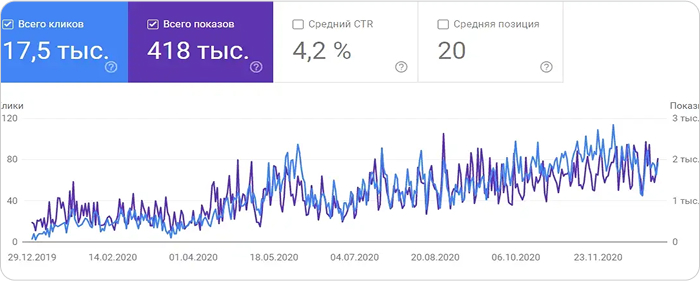 Всего кликов
17,5 тыс.
Всего показов
418 тыс.
Средний CTR
4,2 %
Средняя позиция
20
лики
Показы
120
80
40
0
3 тыс.
2 тыс.
1 тыс.
0
29.12.2019 14.02.2020 01.04.2020 18.05.2020 04.07.2020 20.08.2020 06.10.2020 23.11.2020